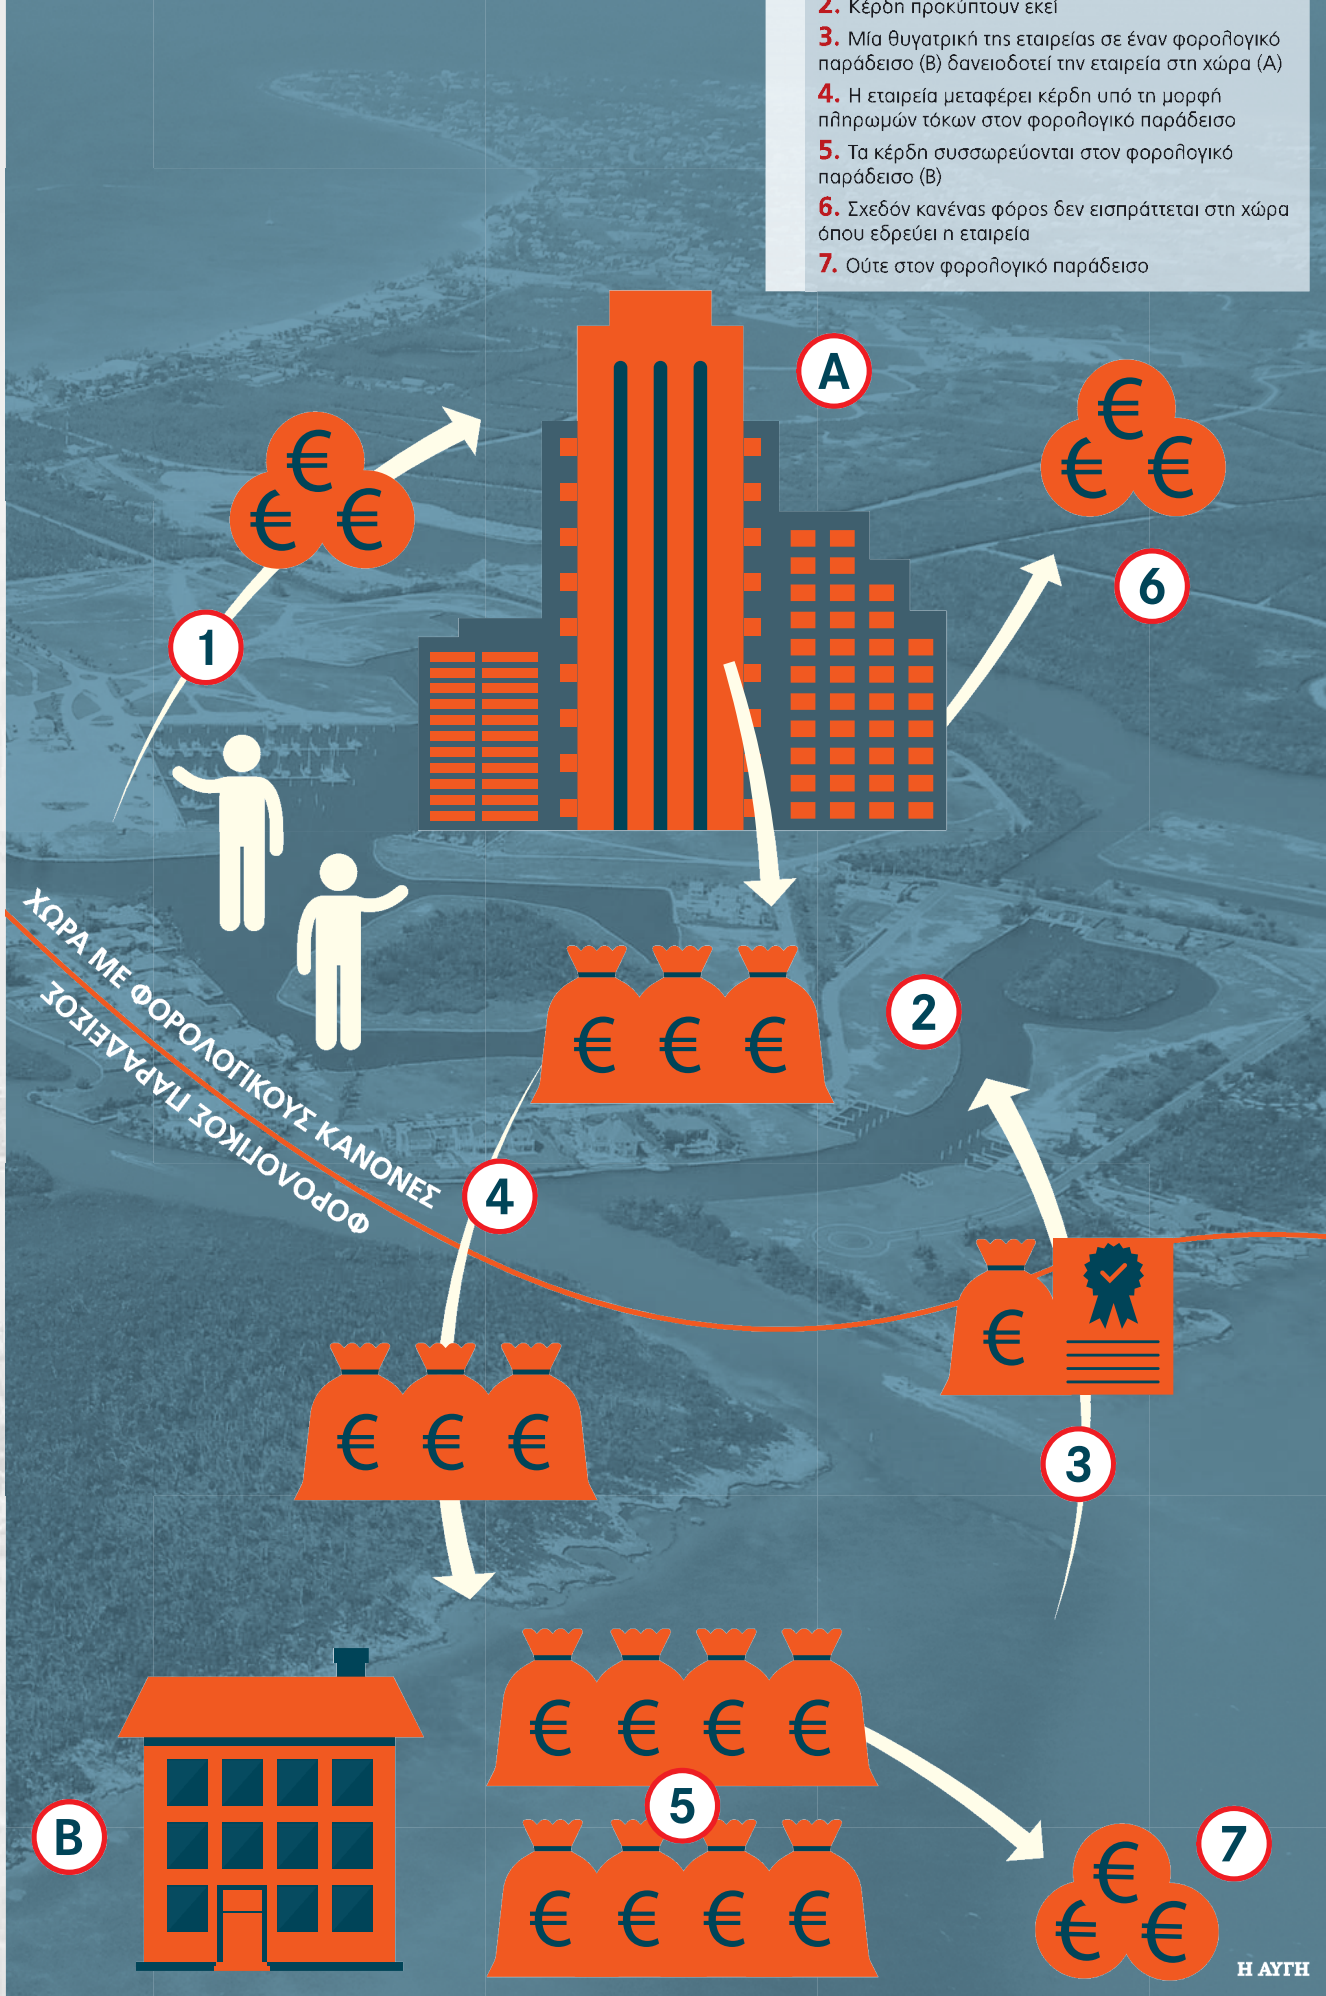 2. Κέρδη προκύπτουν εκεί
3. Μία θυγατρική της εταιρείας σε έναν φορολογικό
παράδεισο (Β) δανειοδοτεί την εταιρεία στη χώρα (Α)
4. Η εταιρεία μεταφέρει κέρδη υπό τη μορφή
πληρωμών τόκων στον φορολογικό παράδεισο
5. Τα κέρδη συσσωρεύονται στον φορολογικό
παράδεισο (Β)
6. Σχεδόν κανένας φόρος δεν εισπράττεται στη χώρα
όπου εδρεύει η εταιρεία
7. Ούτε στον φορολογικό παράδεισο
Α
€
€ €
€
€ €
6
1
ΧΩΡΑ ΜΕ ΦΟΡΟΛΟΓΙΚΟΥΣ ΚΑΝΟΝΕΣ
ΦΟΡΟΛΟΓΙΚΟΣ ΠΑΡΑΔΕΙΣΟΣ
€ € €
2
4
€
€ € €
3
€ € € €
5
Β
€ € € €
7
€
€ €
Η ΑΥΓΗ